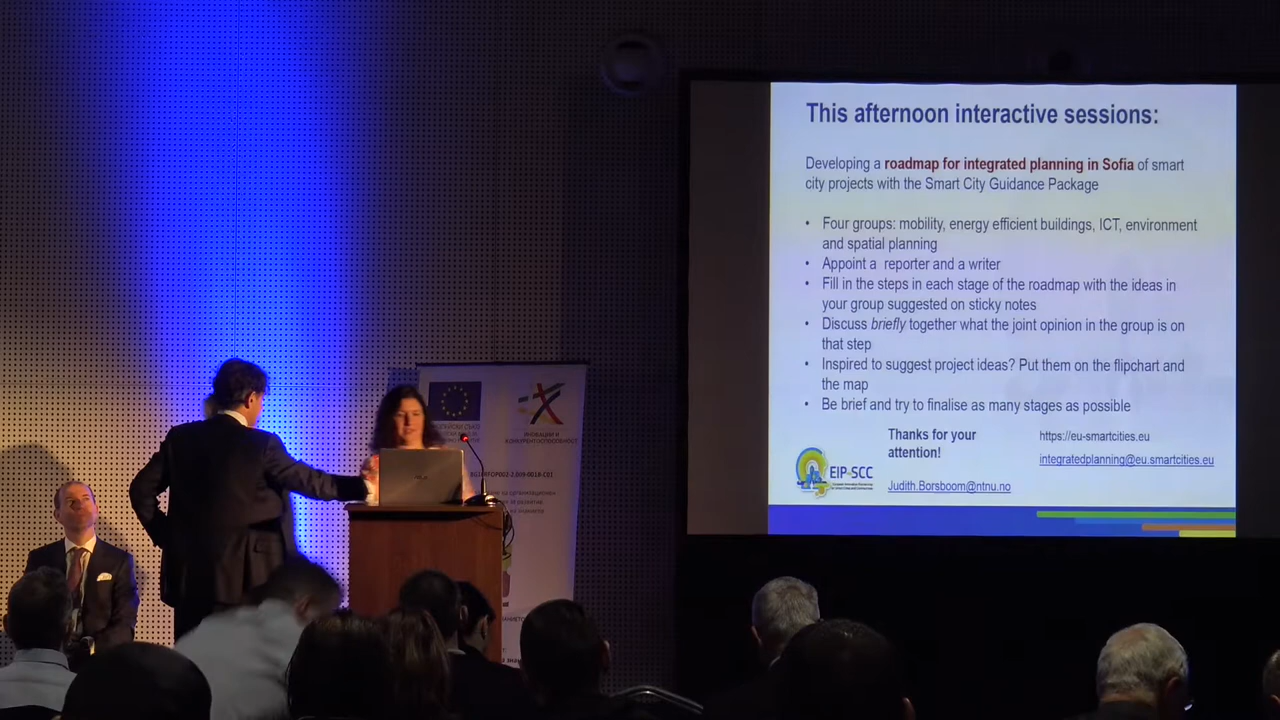 This afternoon interactive sessions:
Developing a roadmap for integrated planning in Sofia of smart
city projects with the Smart City Guidance Package
• Four groups: mobility, energy efficient buildings, ICT, environment
and spatial planning
• Appoint a reporter and a writer
• Fill in the steps in each stage of the roadmap with the ideas in
your group suggested on sticky notes
• Discuss briefly together what the joint opinion in the group is on
that step
• Inspired to suggest project ideas? Put them on the flipchart and
the map
• Be brief and try to finalise as many stages as possible
Thanks for your
attention!
https://eu-smartcities.eu
integratedplanning@eu.smartcities.eu
EIP-SCC
Judith.Borsboom@ntnu.no
ИНОВАЦИИ И
КОНКУРЕНТОСПОСОБНОСТ